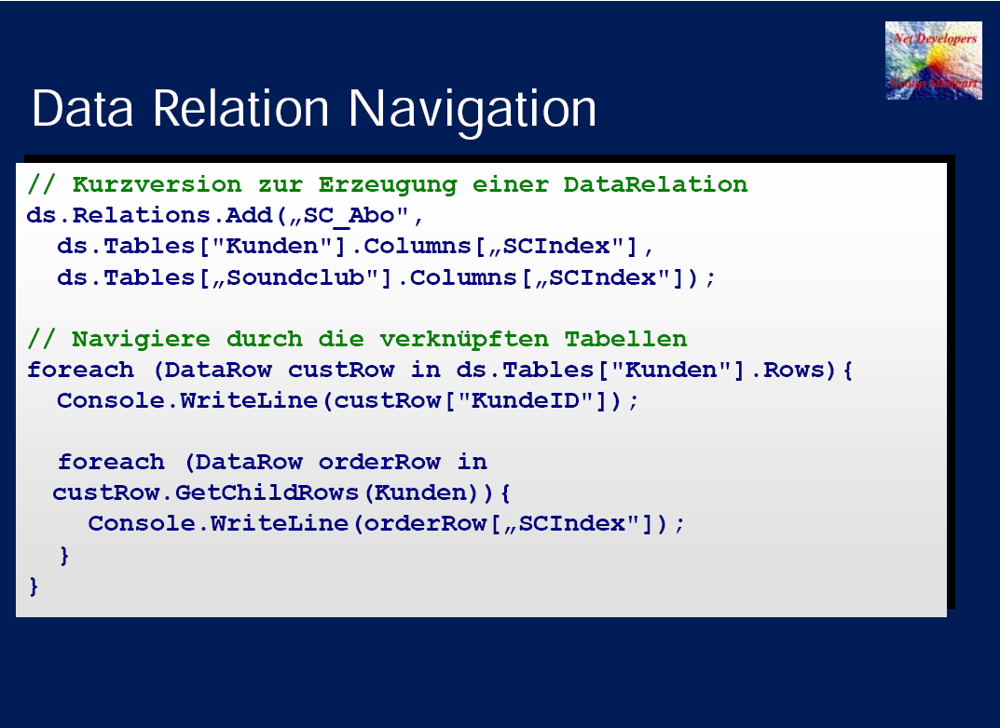 .Net Developers
Group Stuttgart
Data Relation Navigation
// Kurzversion zur Erzeugung einer DataRelation
ds.Relations.Add(„SC_Abo",
ds.Tables["Kunden"].Columns[„SCIndex"],
ds.Tables[„Soundclub"].Columns[„SCIndex"]);
// Navigiere durch die verknüpften Tabellen
foreach (DataRow custRow in ds.Tables["Kunden"].Rows){
Console.WriteLine(custRow["KundeID"]);
foreach (DataRow orderRow in
custRow.GetChildRows(Kunden)){
Console.WriteLine(orderRow[„SCIndex"]);
}
}